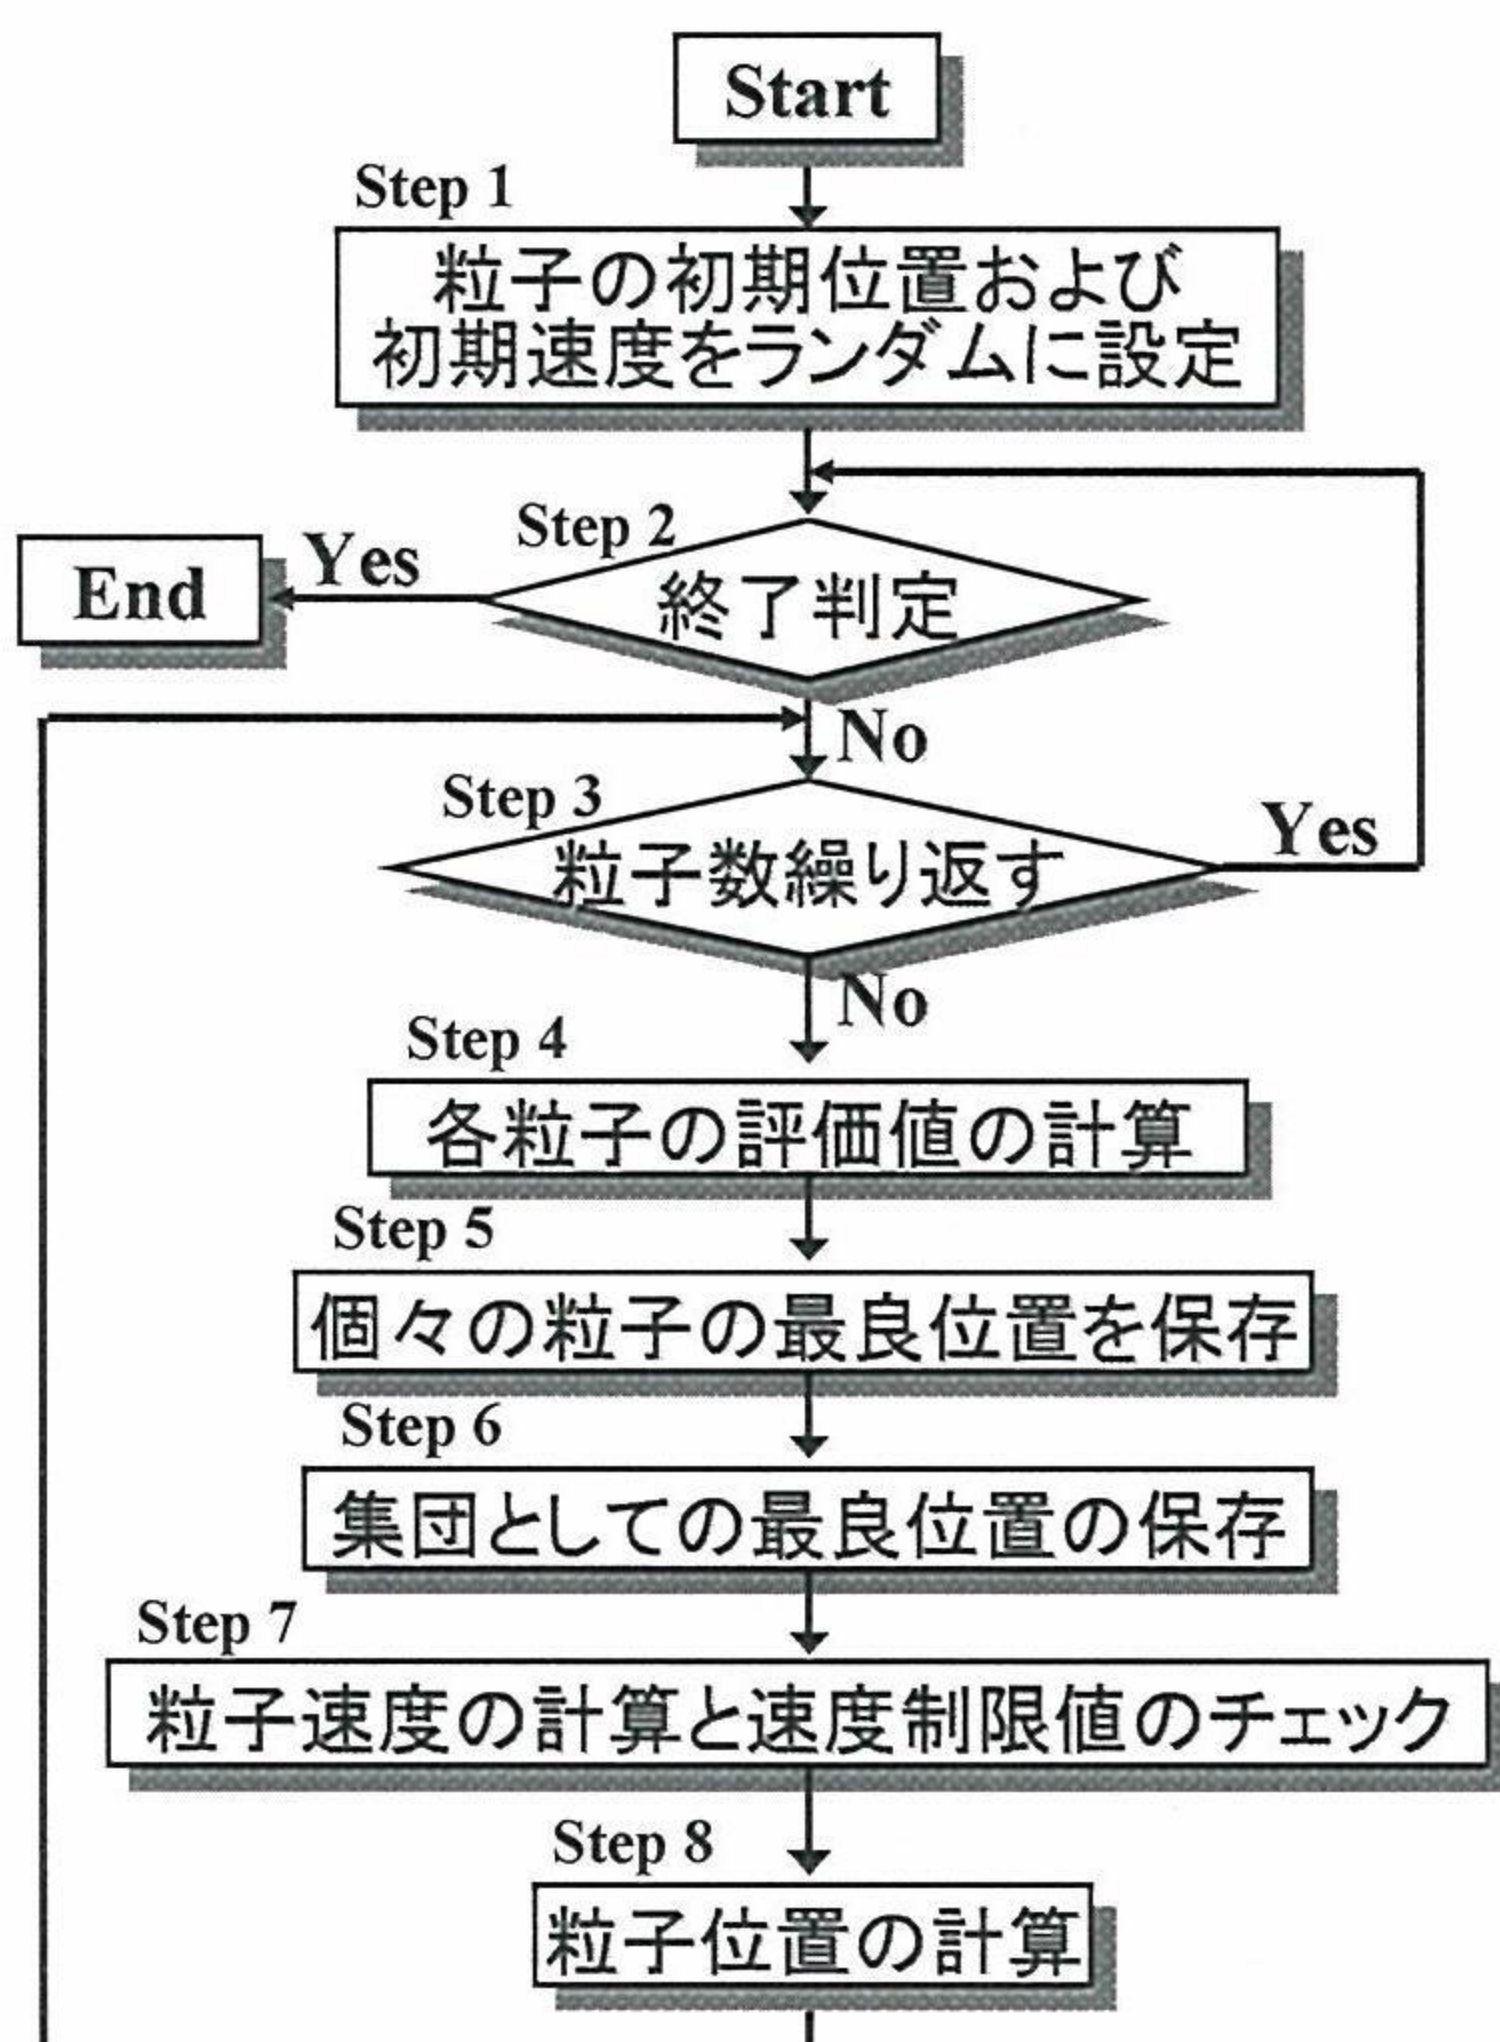 Start
Step 1
粒子の初期位置および
初期速度をランダムに設定
Step 2
終了判定
Yes
End
No
Step 3
粒子数繰り返す
Yes
No
Step 4
各粒子の評価値の計算
Step 5
個々の粒子の最良位置を保存
Step 6
集団としての最良位置の保存
Step 7
粒子速度の計算と速度制限値のチェック
Step 8
粒子位置の計算